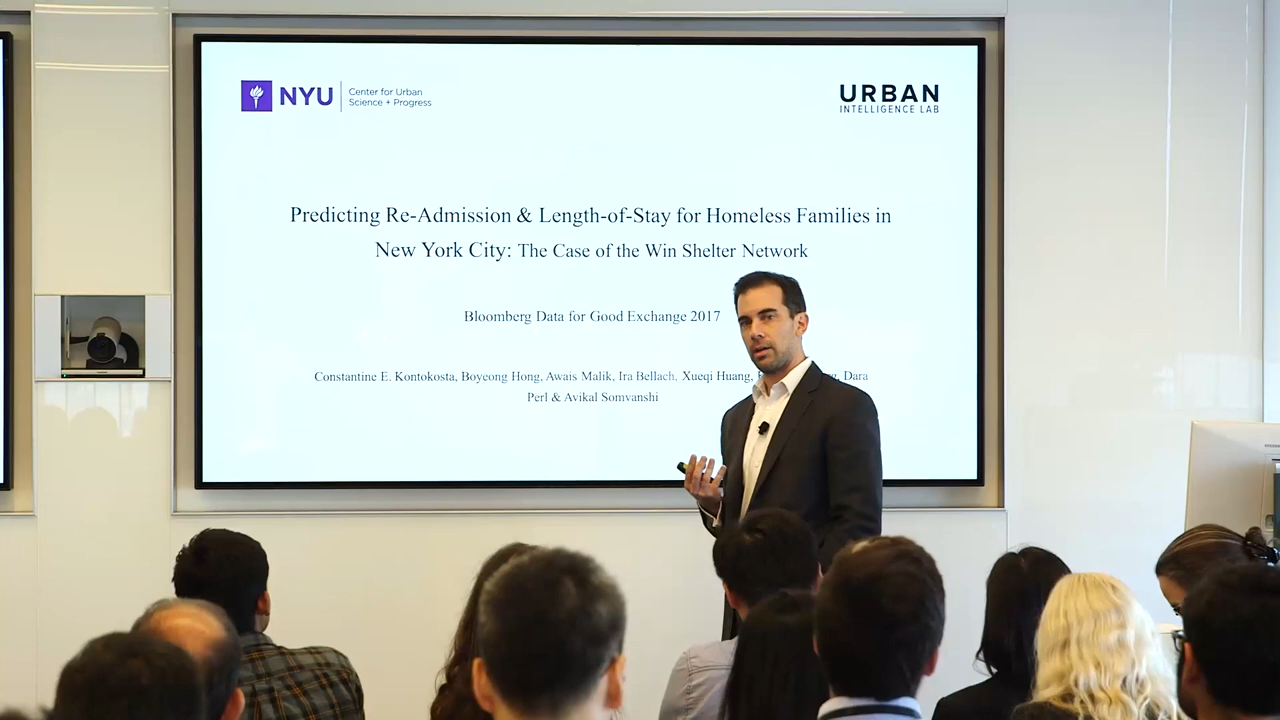 NYU
Center for Urban
Science + Progress
URBAN
INTELLIGENCE LAB
Predicting Re-Admission & Length-of-Stay for Homeless Families in
New York City: The Case of the Win Shelter Network
Bloomberg Data for Good Exchange 2017
Constantine E. Kontokosta, Boyeong Hong, Awais Malik, Ira Bellach, Xueqi Huang, Dara
Perl & Avikal Somvanshi